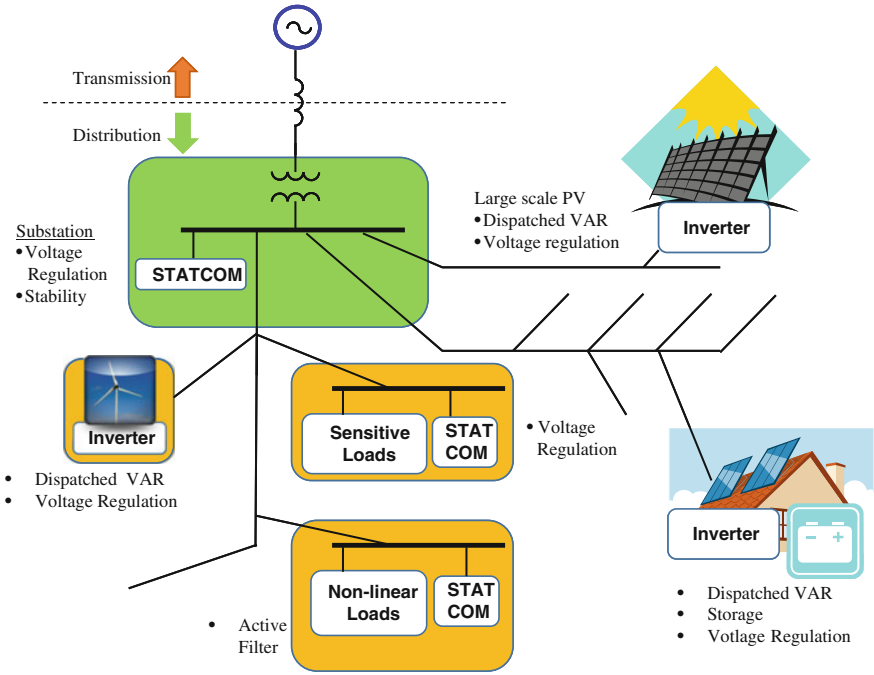 Transmission
Distribution
Substation
•Voltage
Regulation
•Stability
STATCOM
Large scale PV
•Dispatched VAR
•Voltage regulation
Inverter
Inverter
• Dispatched VAR
• Voltage Regulation
Sensitive
Loads
STAT
COM
• Voltage
Regulation
Non-linear
Loads
STAT
COM
• Active
Filter
Inverter
• Dispatched VAR
• Storage
• Votlage Regulation